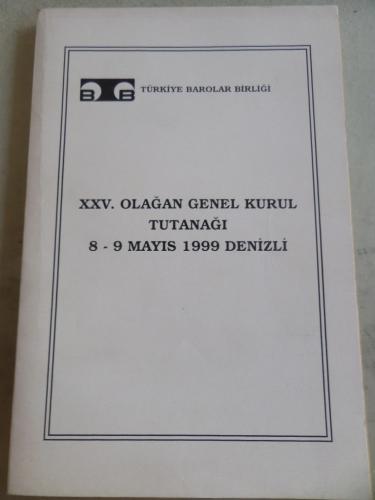 B B TÜRKİYE BAROLAR BİRLİĞİ
XXV. OLAĞAN GENEL KURUL
TUTANAĞI
8 - 9 MAYIS 1999 DENİZLİ